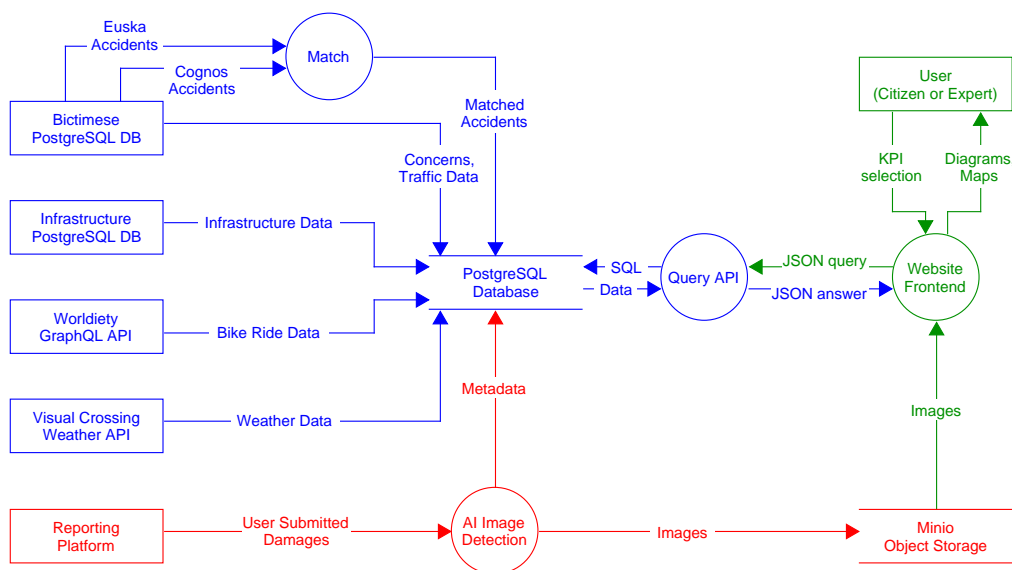 Euska
Accidents
Match
Cognos
Accidents
User
(Citizen or Expert)
Bictimese
PostgreSQL DB
Matched
Accidents
Concerns,
Traffic Data
KPI
selection
Diagrams
Maps
Infrastructure
PostgreSQL DB
Infrastructure Data
PostgreSQL
Database
SQL
Data
Query API
JSON query
JSON answer
Website
Frontend
Worldiety
GraphQL API
Bike Ride Data
Metadata
Visual Crossing
Weather API
Weather Data
Images
Reporting
Platform
User Submitted
Damages
AI Image
Detection
Images
Minio
Object Storage